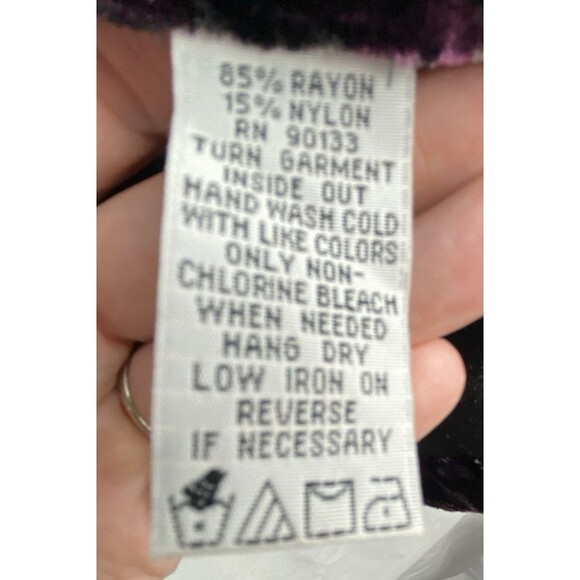 85% RAYON
15% NYLON
RN 90133
TURN GARMENT
INSIDE OUT
HAND WASH COLD
WITH LIKE COLORS
ONLY NON-
CHLORINE BLEACH
WHEN NEEDED
HANG DRY
LOW IRON ON
REVERSE
IF NECESSARY